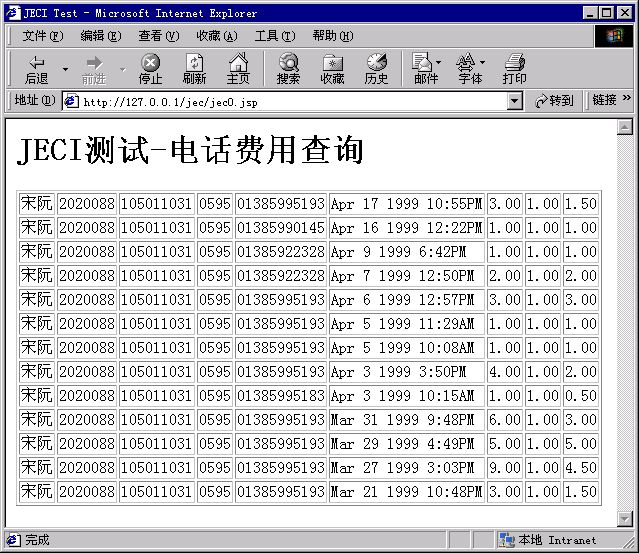 JECI Test - Microsoft Internet Explorer
文件(F) 编辑(E) 查看(V) 收藏(A) 工具(T) 帮助(H)
后退 前进 停止 刷新 主页 搜索 收藏 历史 邮件 字体 打印
地址(D) http://127.0.0.1/jec/jec0.jsp 转到 链接 »
JECI测试-电话费用查询
宋阮 2020088 105011031 0595 01385995193 Apr 17 1999 10:55PM 3.00 1.00 1.50
宋阮 2020088 105011031 0595 01385990145 Apr 16 1999 12:22PM 1.00 1.00 1.00
宋阮 2020088 105011031 0595 01385922328 Apr 9 1999 6:42PM 1.00 1.00 1.00
宋阮 2020088 105011031 0595 01385922328 Apr 7 1999 12:50PM 2.00 1.00 2.00
宋阮 2020088 105011031 0595 01385995193 Apr 6 1999 12:57PM 3.00 1.00 3.00
宋阮 2020088 105011031 0595 01385995193 Apr 5 1999 11:29AM 1.00 1.00 1.00
宋阮 2020088 105011031 0595 01385995193 Apr 5 1999 10:08AM 1.00 1.00 1.00
宋阮 2020088 105011031 0595 01385995193 Apr 3 1999 3:50PM 4.00 1.00 2.00
宋阮 2020088 105011031 0595 01385995183 Apr 3 1999 10:15AM 1.00 1.00 0.50
宋阮 2020088 105011031 0595 01385995193 Mar 31 1999 9:48PM 6.00 1.00 3.00
宋阮 2020088 105011031 0595 01385995193 Mar 29 1999 4:49PM 5.00 1.00 5.00
宋阮 2020088 105011031 0595 01385995193 Mar 27 1999 3:03PM 9.00 1.00 4.50
宋阮 2020088 105011031 0595 01385995193 Mar 21 1999 10:48PM 3.00 1.00 1.50
完成 本地 Intranet